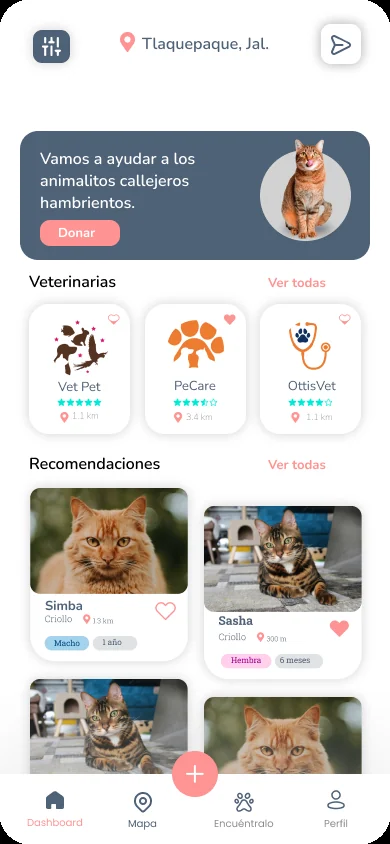 Tlaquepaque, Jal.
Vamos a ayudar a los
animalitos callejeros
hambrientos.
Donar
Veterinarias
Ver todas
Vet Pet
PeCare
OttisVet
1.1 km
3.4 km
1.1 km
Recomendaciones
Ver todas
Simba
Criollo
1.3 km
Macho
1 año
Sasha
Criollo
300 m
Hembra
6 meses
Dashboard
Mapa
Encuéntralo
Perfil